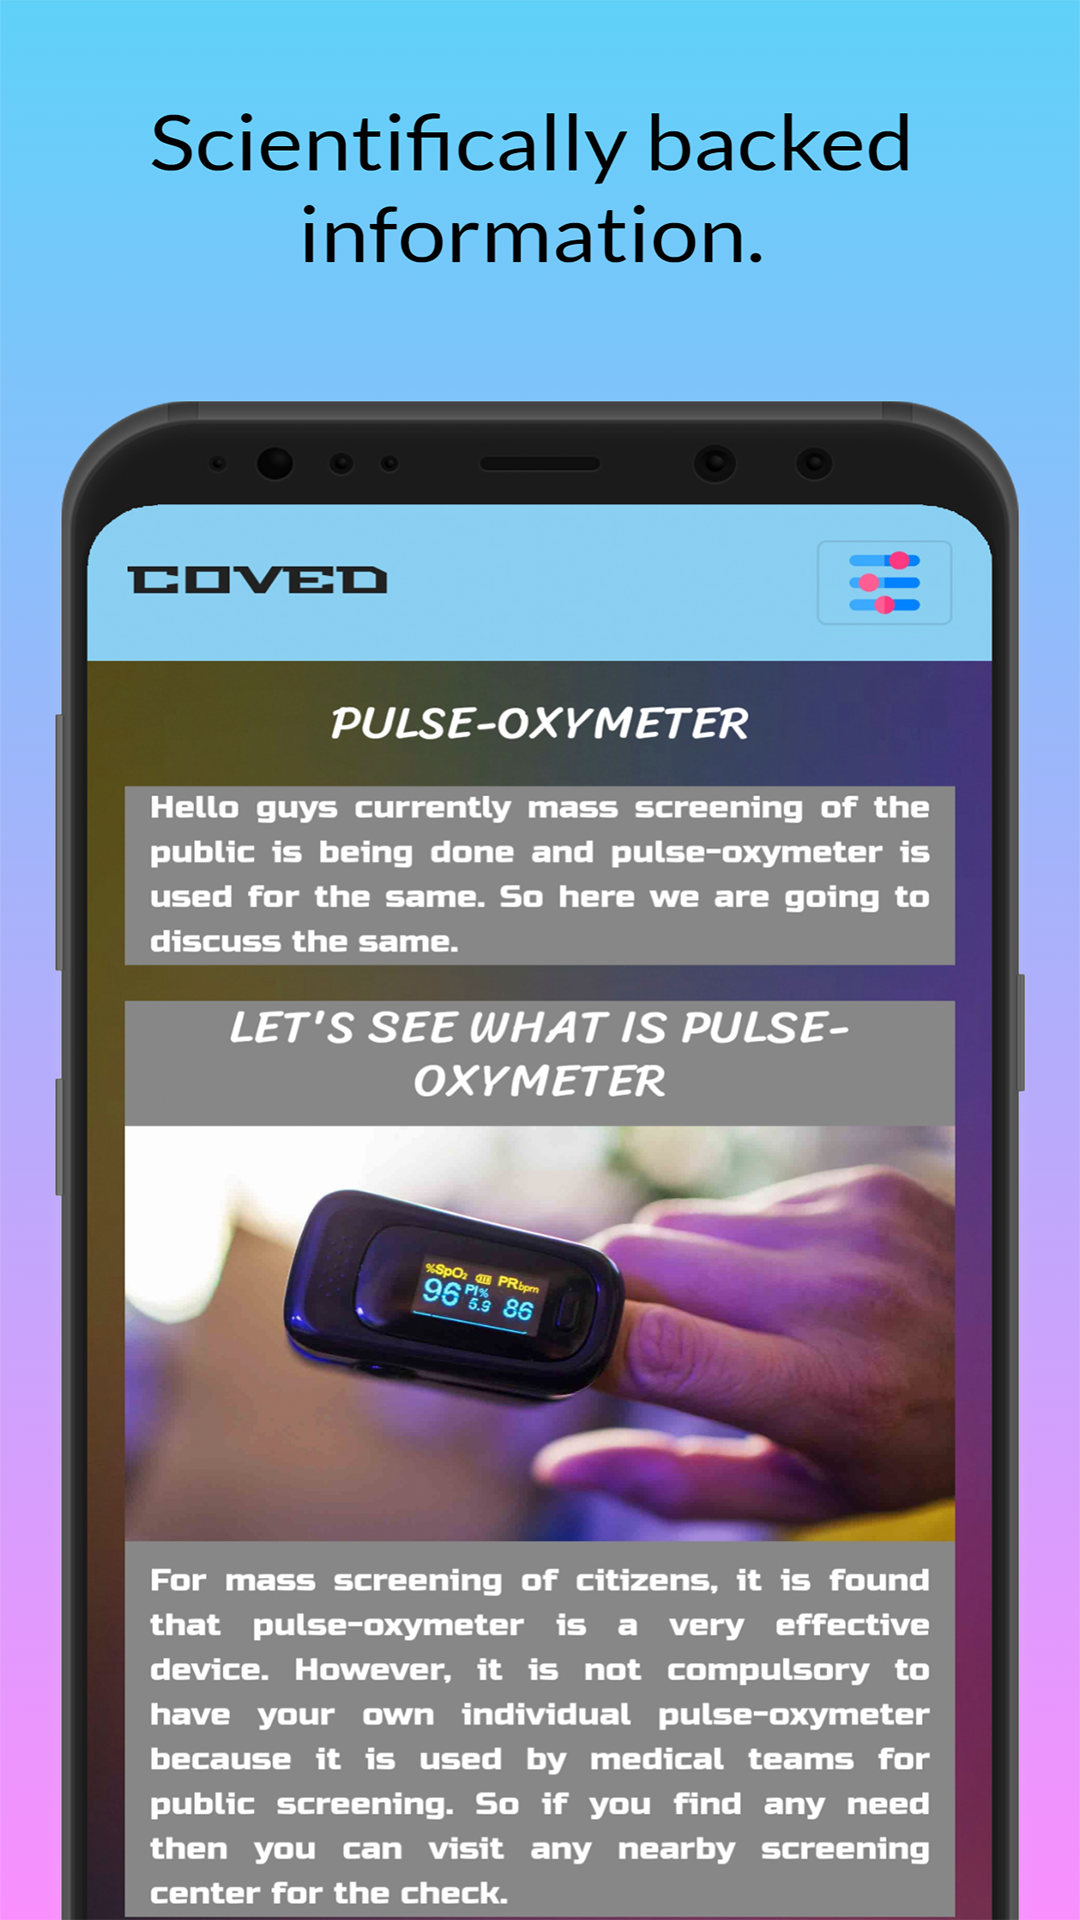 Scientifically backed
information.
COVED
PULSE-OXYMETER
Hello guys currently mass screening of the
public is being done and pulse-oxymeter is
used for the same. So here we are going to
discuss the same.
LET'S SEE WHAT IS PULSE-
OXYMETER
%SpO₂ PRbpm
96 PI% 5.9 86
For mass screening of citizens, it is found
that pulse-oxymeter is a very effective
device. However, it is not compulsory to
have your own individual pulse-oxymeter
because it is used by medical teams for
public screening. So if you find any need
then you can visit any nearby screening
center for the check.